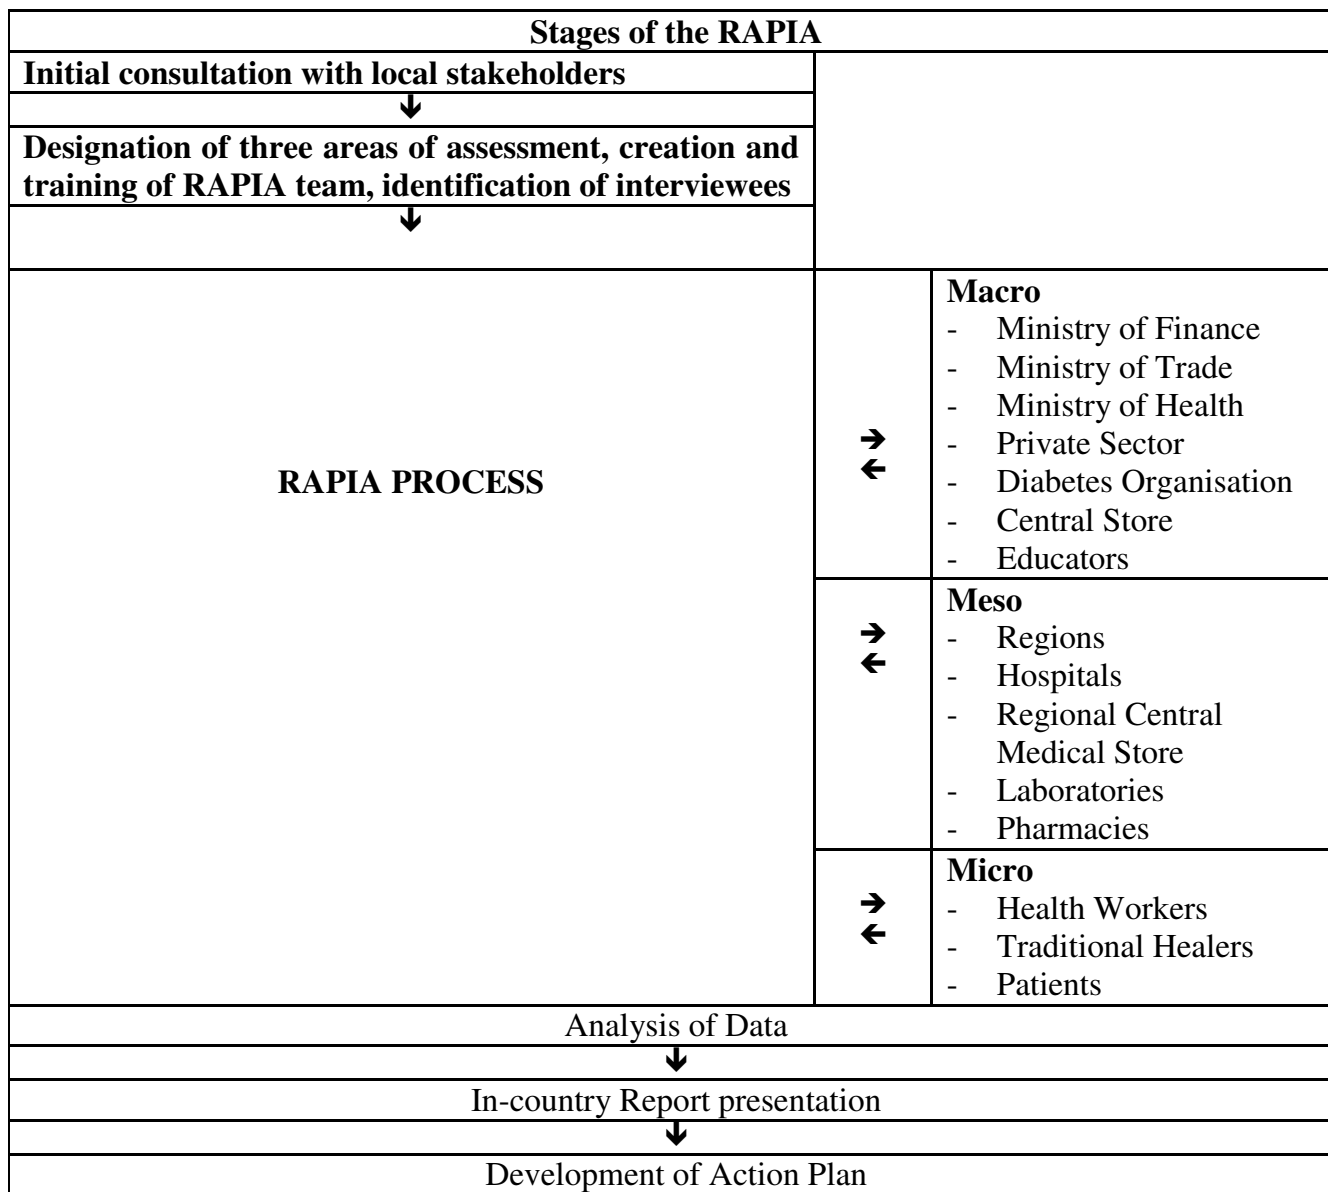 Stages of the RAPIA
Initial consultation with local stakeholders
🡻
Designation of three areas of assessment, creation and
training of RAPIA team, identification of interviewees
🡻
RAPIA PROCESS
🡺
🡸
Macro
- Ministry of Finance
- Ministry of Trade
- Ministry of Health
- Private Sector
- Diabetes Organisation
- Central Store
- Educators
🡺
🡸
Meso
- Regions
- Hospitals
- Regional Central
Medical Store
- Laboratories
- Pharmacies
🡺
🡸
Micro
- Health Workers
- Traditional Healers
- Patients
Analysis of Data
🡻
In-country Report presentation
🡻
Development of Action Plan